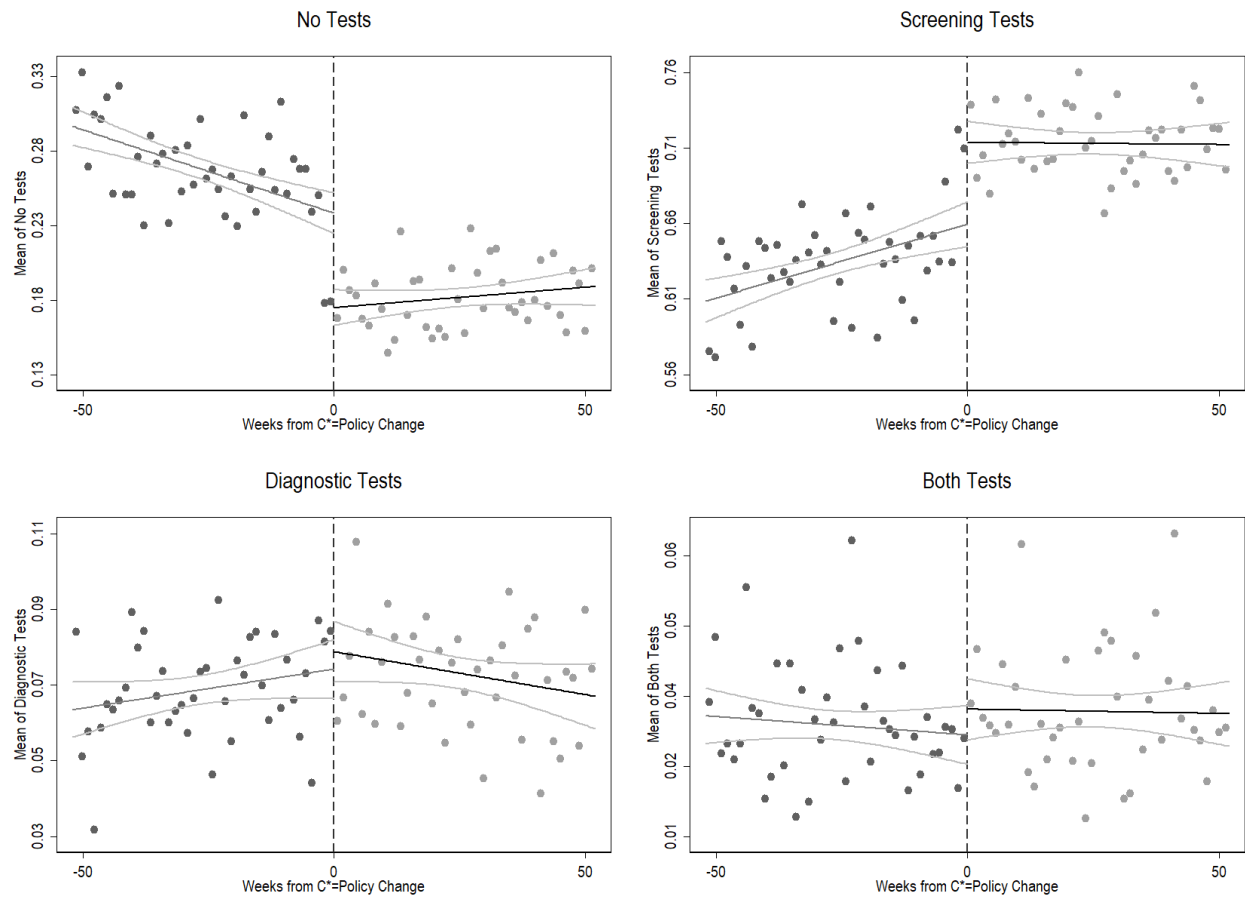 No Tests
Mean of No Tests
0.33
0.28
0.23
0.18
0.13
-50
0
50
Weeks from C*=Policy Change
Screening Tests
Mean of Screening Tests
0.76
0.71
0.66
0.61
0.56
-50
0
50
Weeks from C*=Policy Change
Diagnostic Tests
Mean of Diagnostic Tests
0.11
0.09
0.07
0.05
0.03
-50
0
50
Weeks from C*=Policy Change
Both Tests
Mean of Both Tests
0.06
0.05
0.04
0.02
0.01
-50
0
50
Weeks from C*=Policy Change